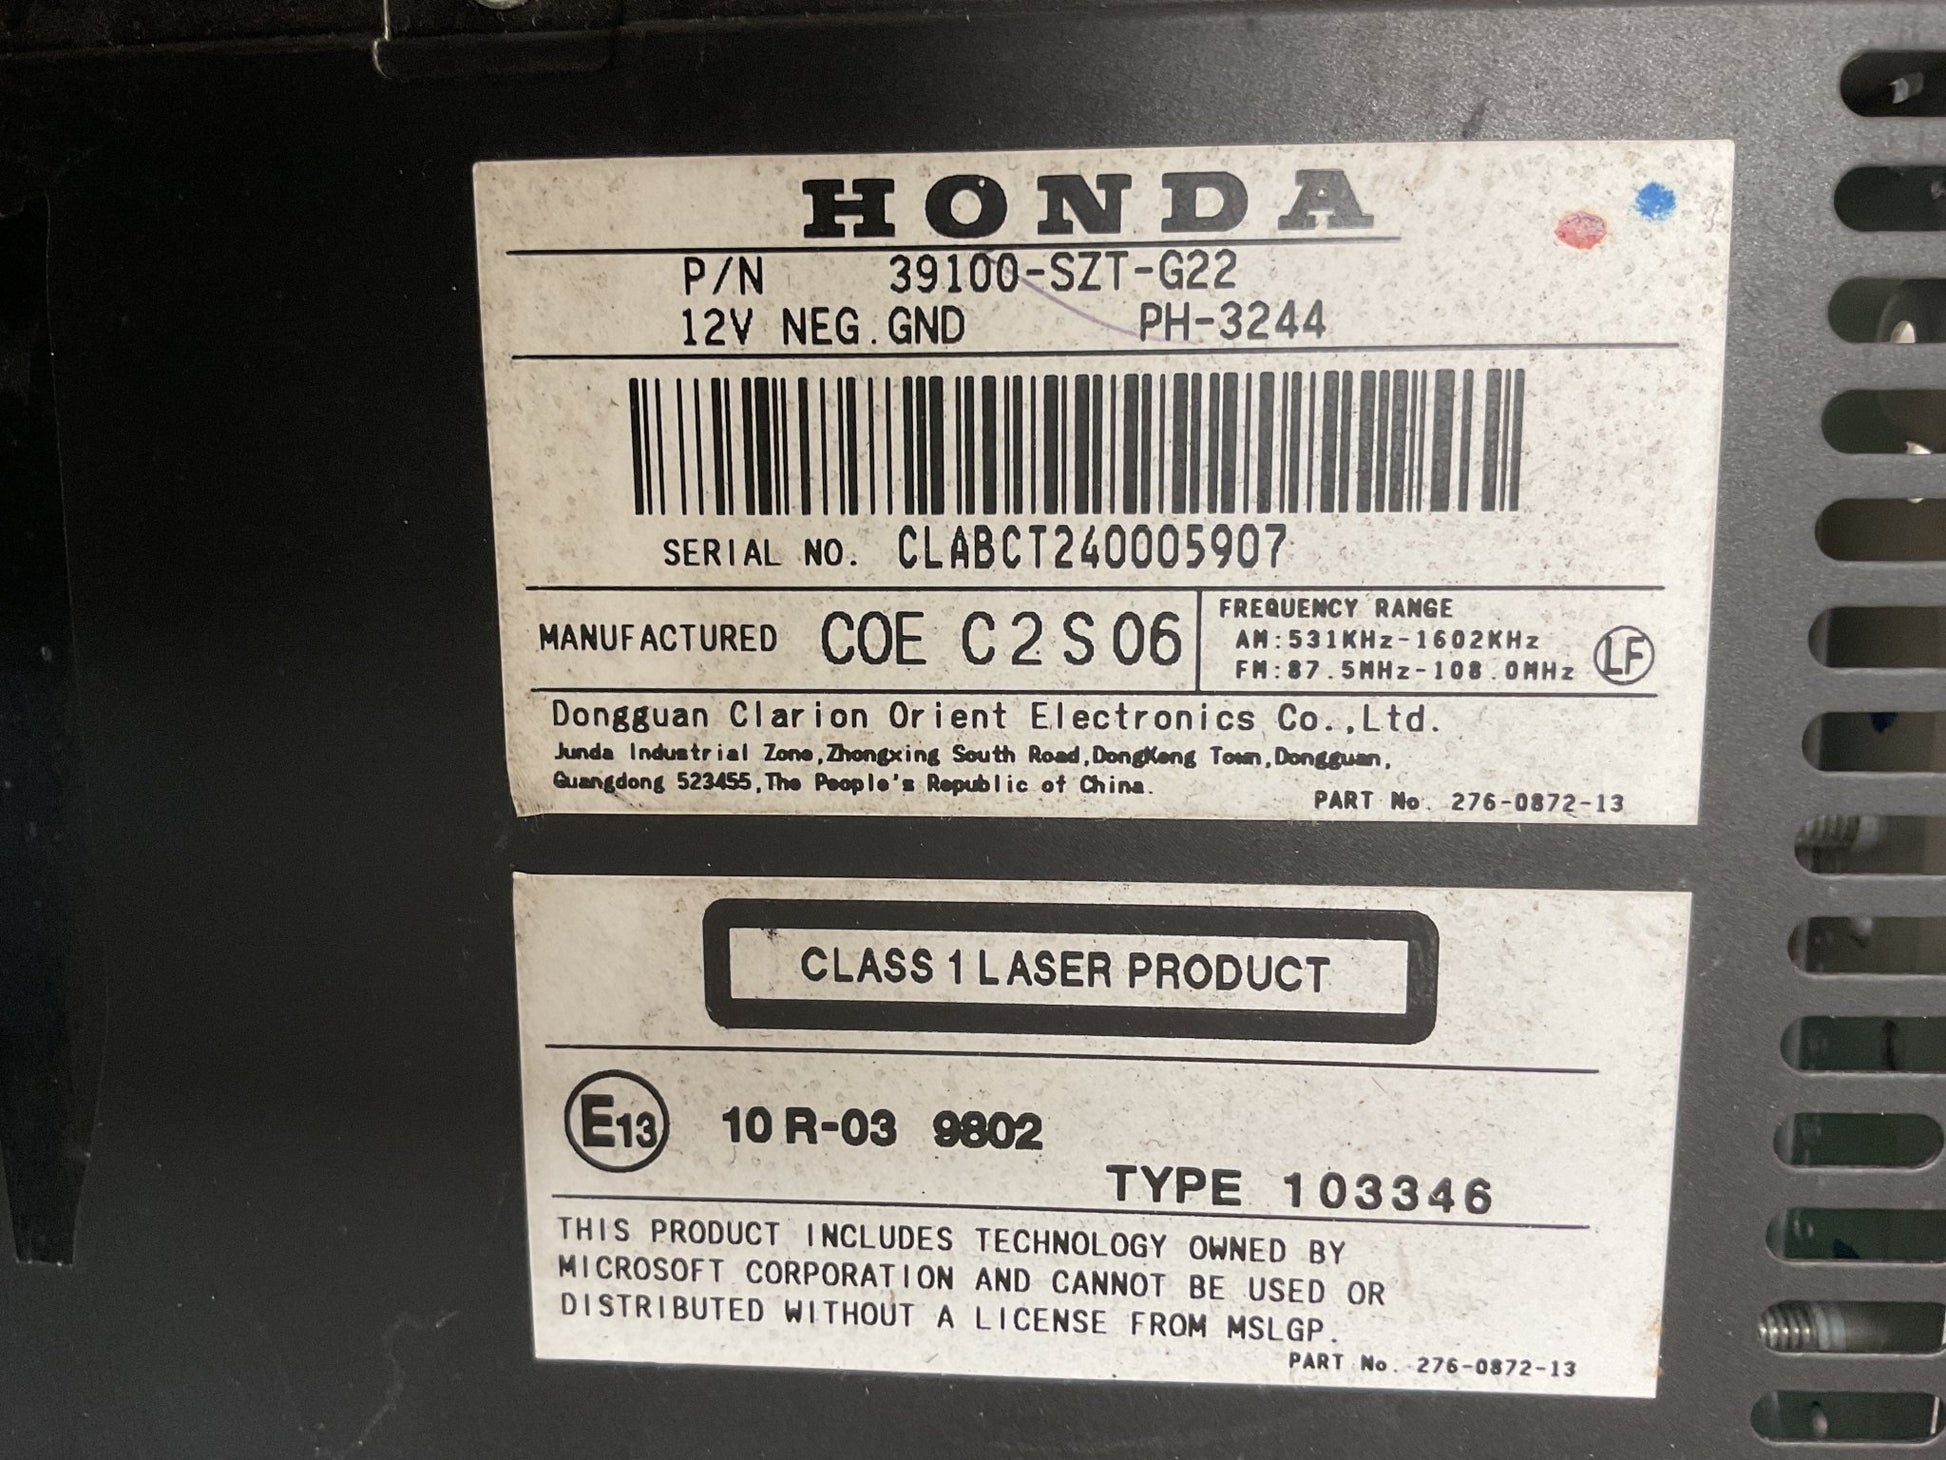 HONDA
P/N 39100-SZT-G22
12V NEG.GND PH-3244
SERIAL NO. CLABCT240005907
MANUFACTURED COE C2S06
FREQUENCY RANGE
AM:531KHz-1602KHz
FM:87.5MHz-108.0MHz
LF
Dongguan Clarion Orient Electronics Co.,Ltd.
Junda Industrial Zone,Zhongxing South Road,DongKeng Town,Dongguan,
Guangdong 523455,The People's Republic of China.
PART No. 276-0872-13
CLASS 1 LASER PRODUCT
E13 10 R-03 9802
TYPE 103346
THIS PRODUCT INCLUDES TECHNOLOGY OWNED BY
MICROSOFT CORPORATION AND CANNOT BE USED OR
DISTRIBUTED WITHOUT A LICENSE FROM MSLGP.
PART No. 276-0872-13